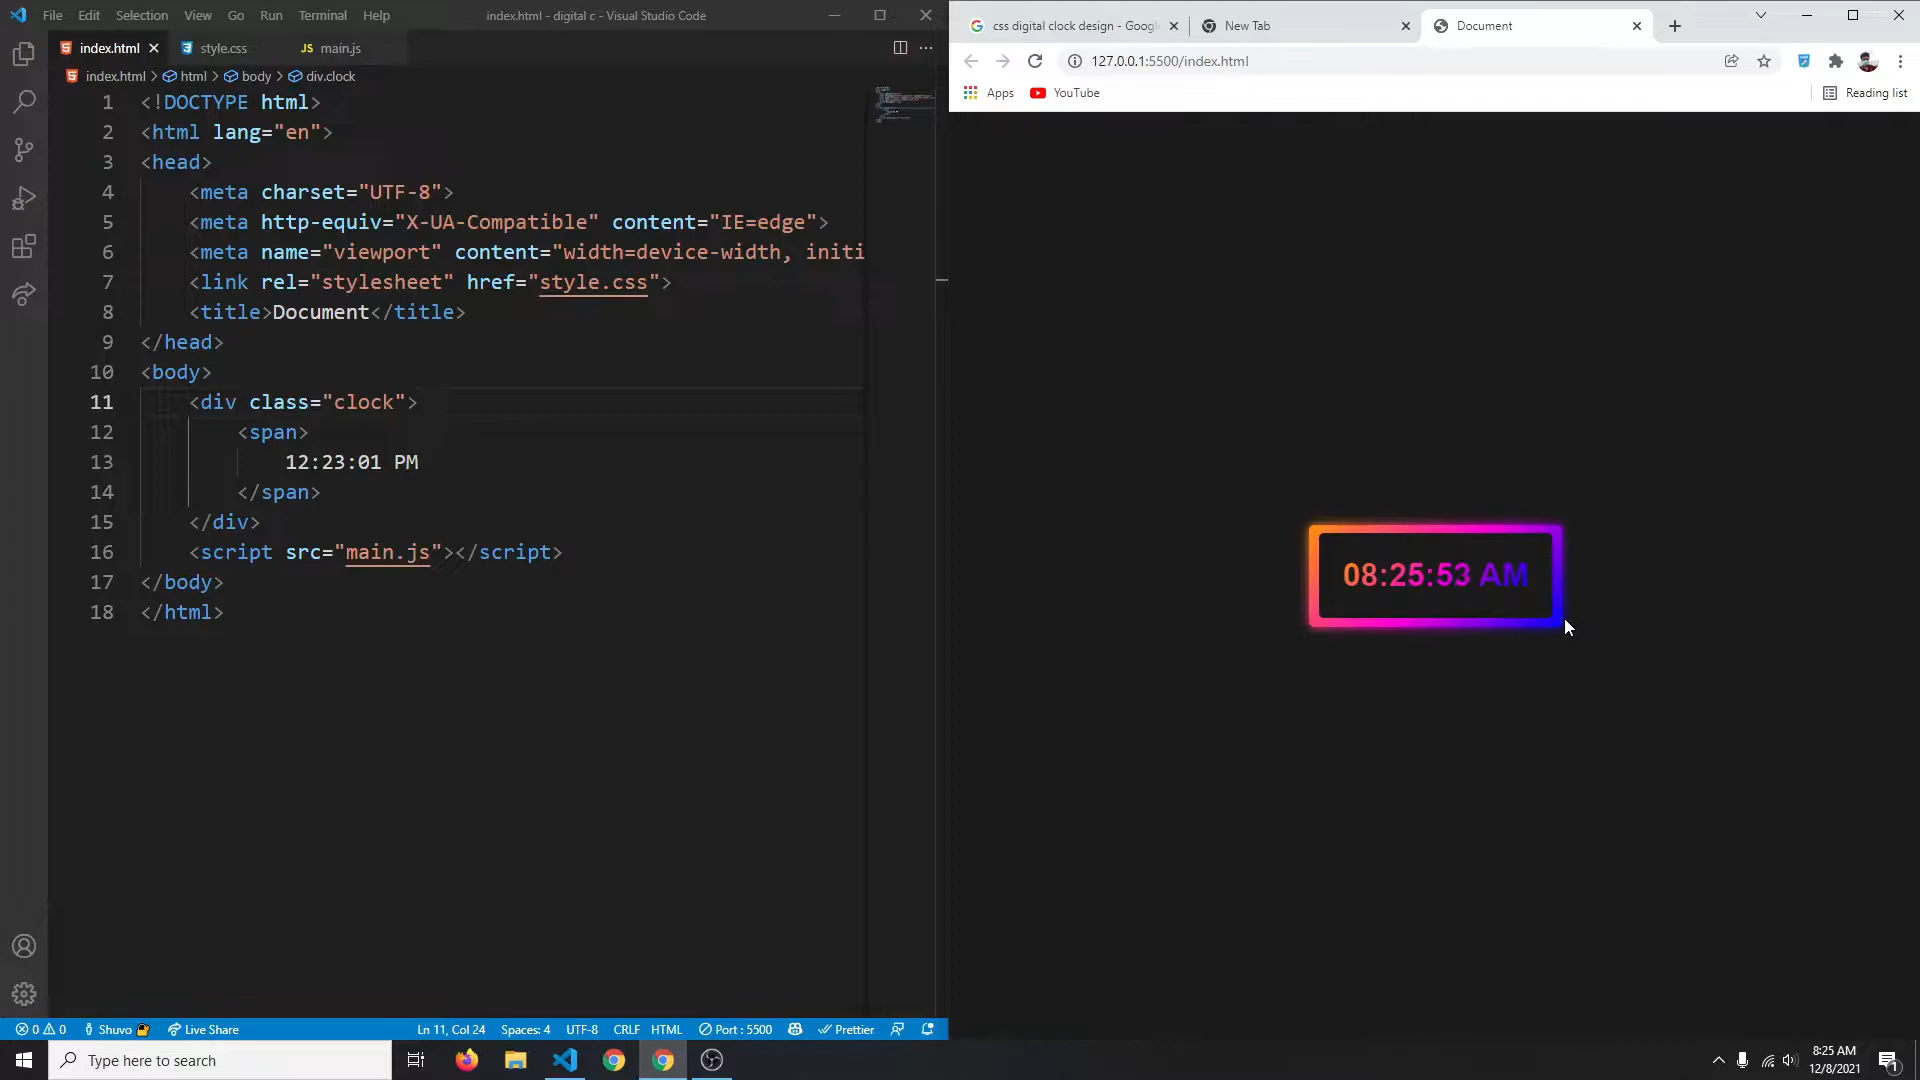 File Edit Selection View Go Run Terminal Help index.html - digital c - Visual Studio Code
index.html style.css JS main.js
index.html > html > body > div.clock
1 <!DOCTYPE html>
2 <html lang="en">
3 <head>
4 <meta charset="UTF-8">
5 <meta http-equiv="X-UA-Compatible" content="IE=edge">
6 <meta name="viewport" content="width=device-width, initi
7 <link rel="stylesheet" href="style.css">
8 <title>Document</title>
9 </head>
10 <body>
11 <div class="clock">
12 <span>
13 12:23:01 PM
14 </span>
15 </div>
16 <script src="main.js"></script>
17 </body>
18 </html>
0 0 Shuvo Live Share Ln 11, Col 24 Spaces: 4 UTF-8 CRLF HTML Port : 5500 Prettier
css digital clock design - Googl New Tab Document
127.0.0.1:5500/index.html
Apps YouTube Reading list
08:25:53 AM
Type here to search
8:25 AM
12/8/2021
1